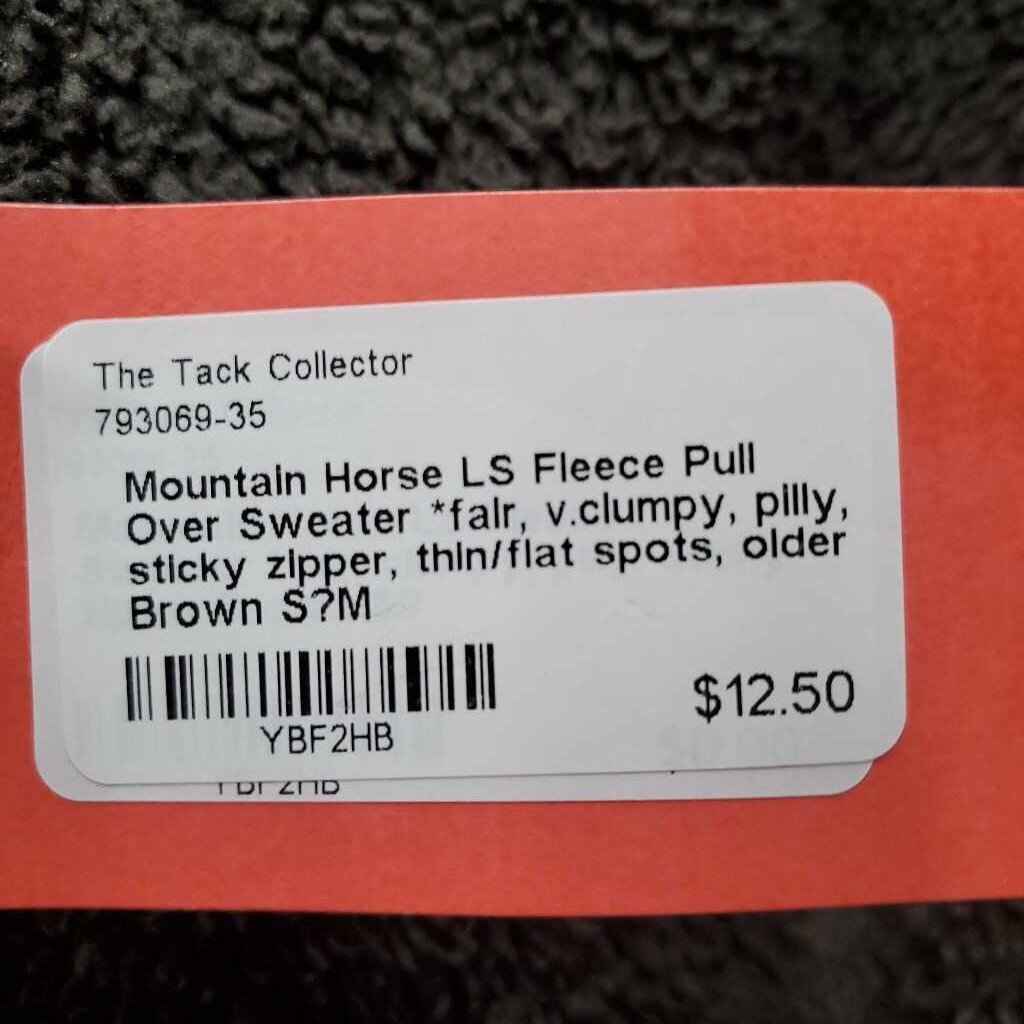 The Tack Collector
793069-35
Mountain Horse LS Fleece Pull
Over Sweater *fair, v.clumpy, pilly,
sticky zipper, thin/flat spots, older
Brown S?M
YBF2HB
$12.50
YBF2HB